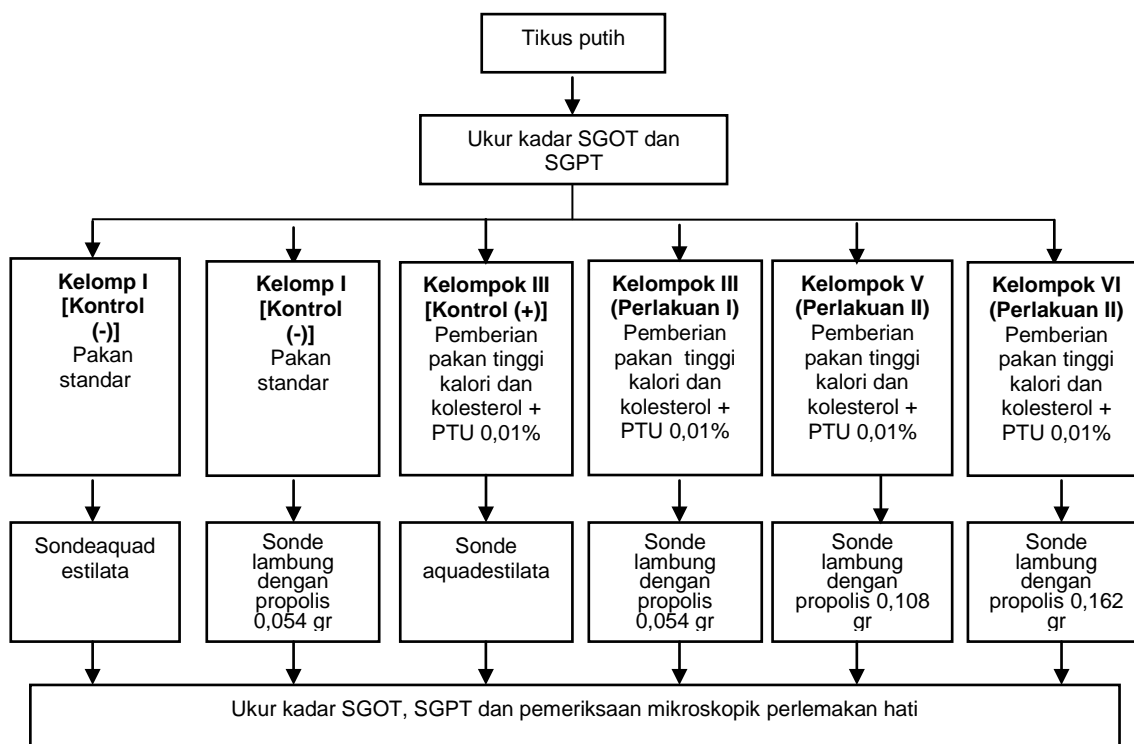 Tikus putih
Ukur kadar SGOT dan
SGPT
Kelomp I
[Kontrol
(-)]
Pakan
standar
Kelomp I
[Kontrol
(-)]
Pakan
standar
Kelompok III
[Kontrol (+)]
Pemberian
pakan tinggi
kalori dan
kolesterol +
PTU 0,01%
Kelompok III
(Perlakuan I)
Pemberian
pakan tinggi
kalori dan
kolesterol +
PTU 0,01%
Kelompok V
(Perlakuan II)
Pemberian
pakan tinggi
kalori dan
kolesterol +
PTU 0,01%
Kelompok VI
(Perlakuan II)
Pemberian
pakan tinggi
kalori dan
kolesterol +
PTU 0,01%
Sondeaquad
estilata
Sonde
lambung
dengan
propolis
0,054 gr
Sonde
aquadestilata
Sonde
lambung
dengan
propolis
0,054 gr
Sonde
lambung
dengan
propolis 0,108
gr
Sonde
lambung
dengan
propolis 0,162
gr
Ukur kadar SGOT, SGPT dan pemeriksaan mikroskopik perlemakan hati